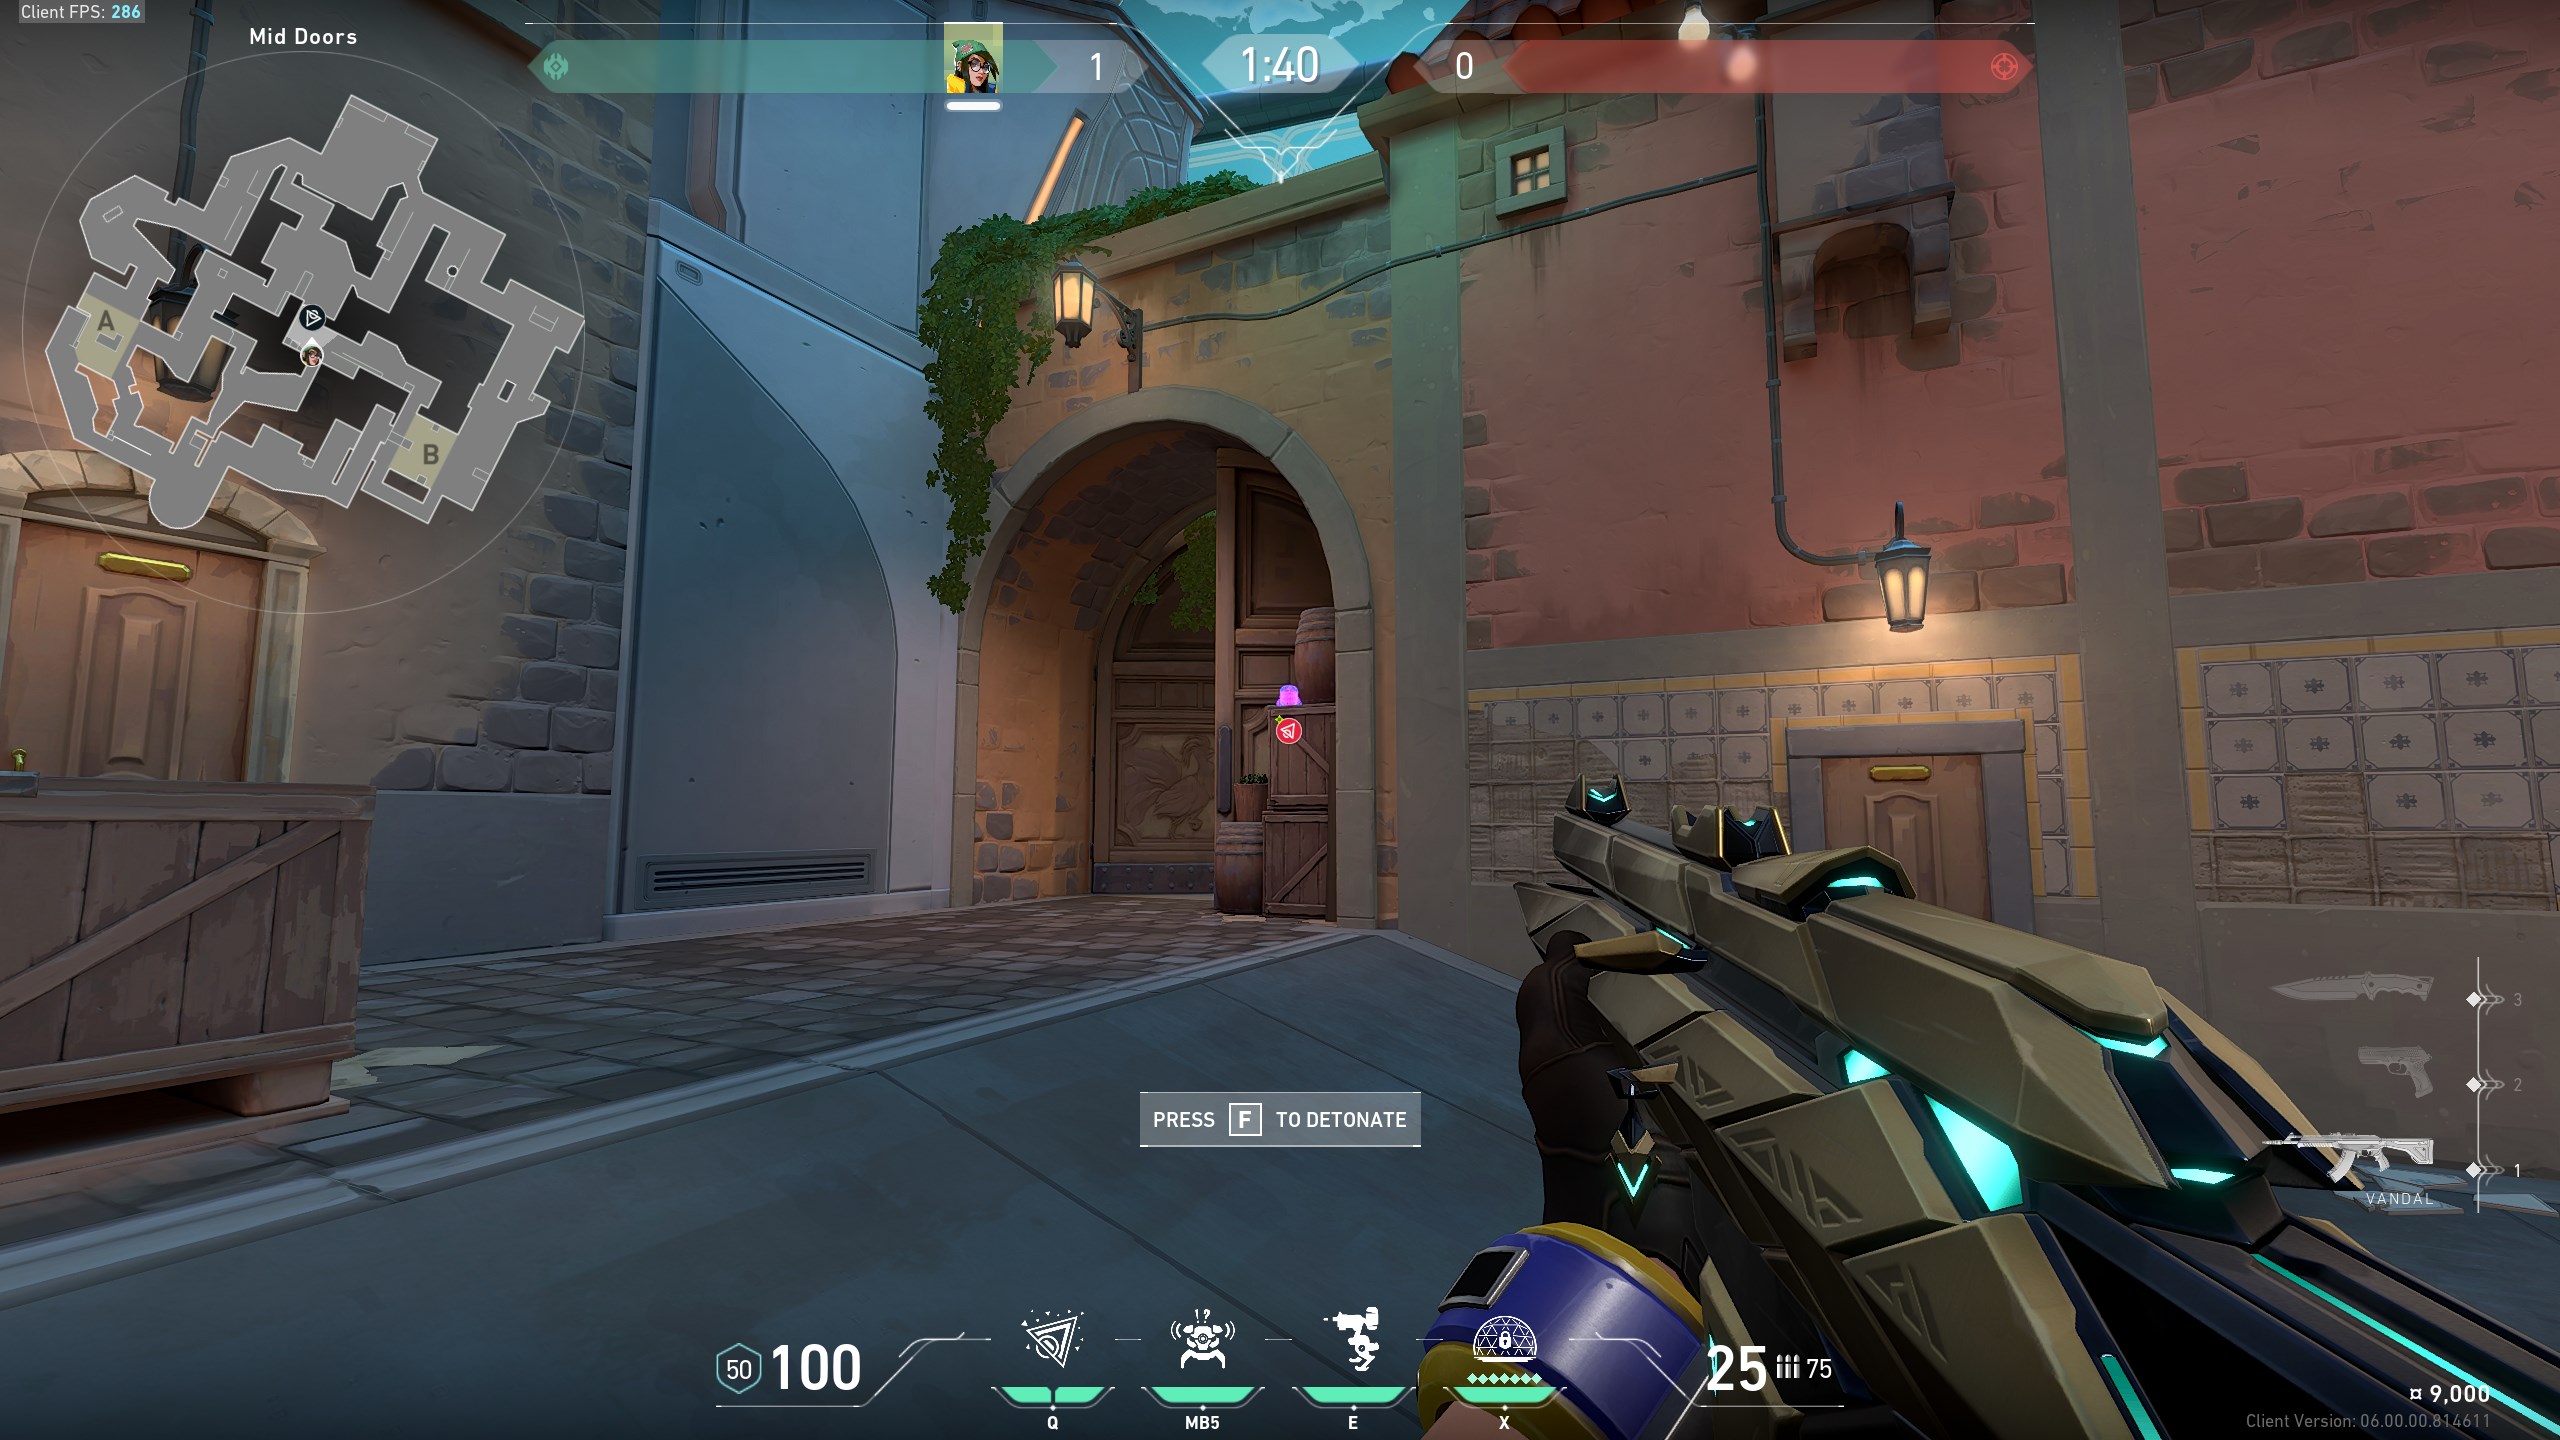 Client FPS: 286
Mid Doors
1
1:40
0
A
B
PRESS F TO DETONATE
3
2
1
VANDAL
50 100
25 75
Q MB5 E X
¤ 9,000
Client Version: 06.00.00.814611